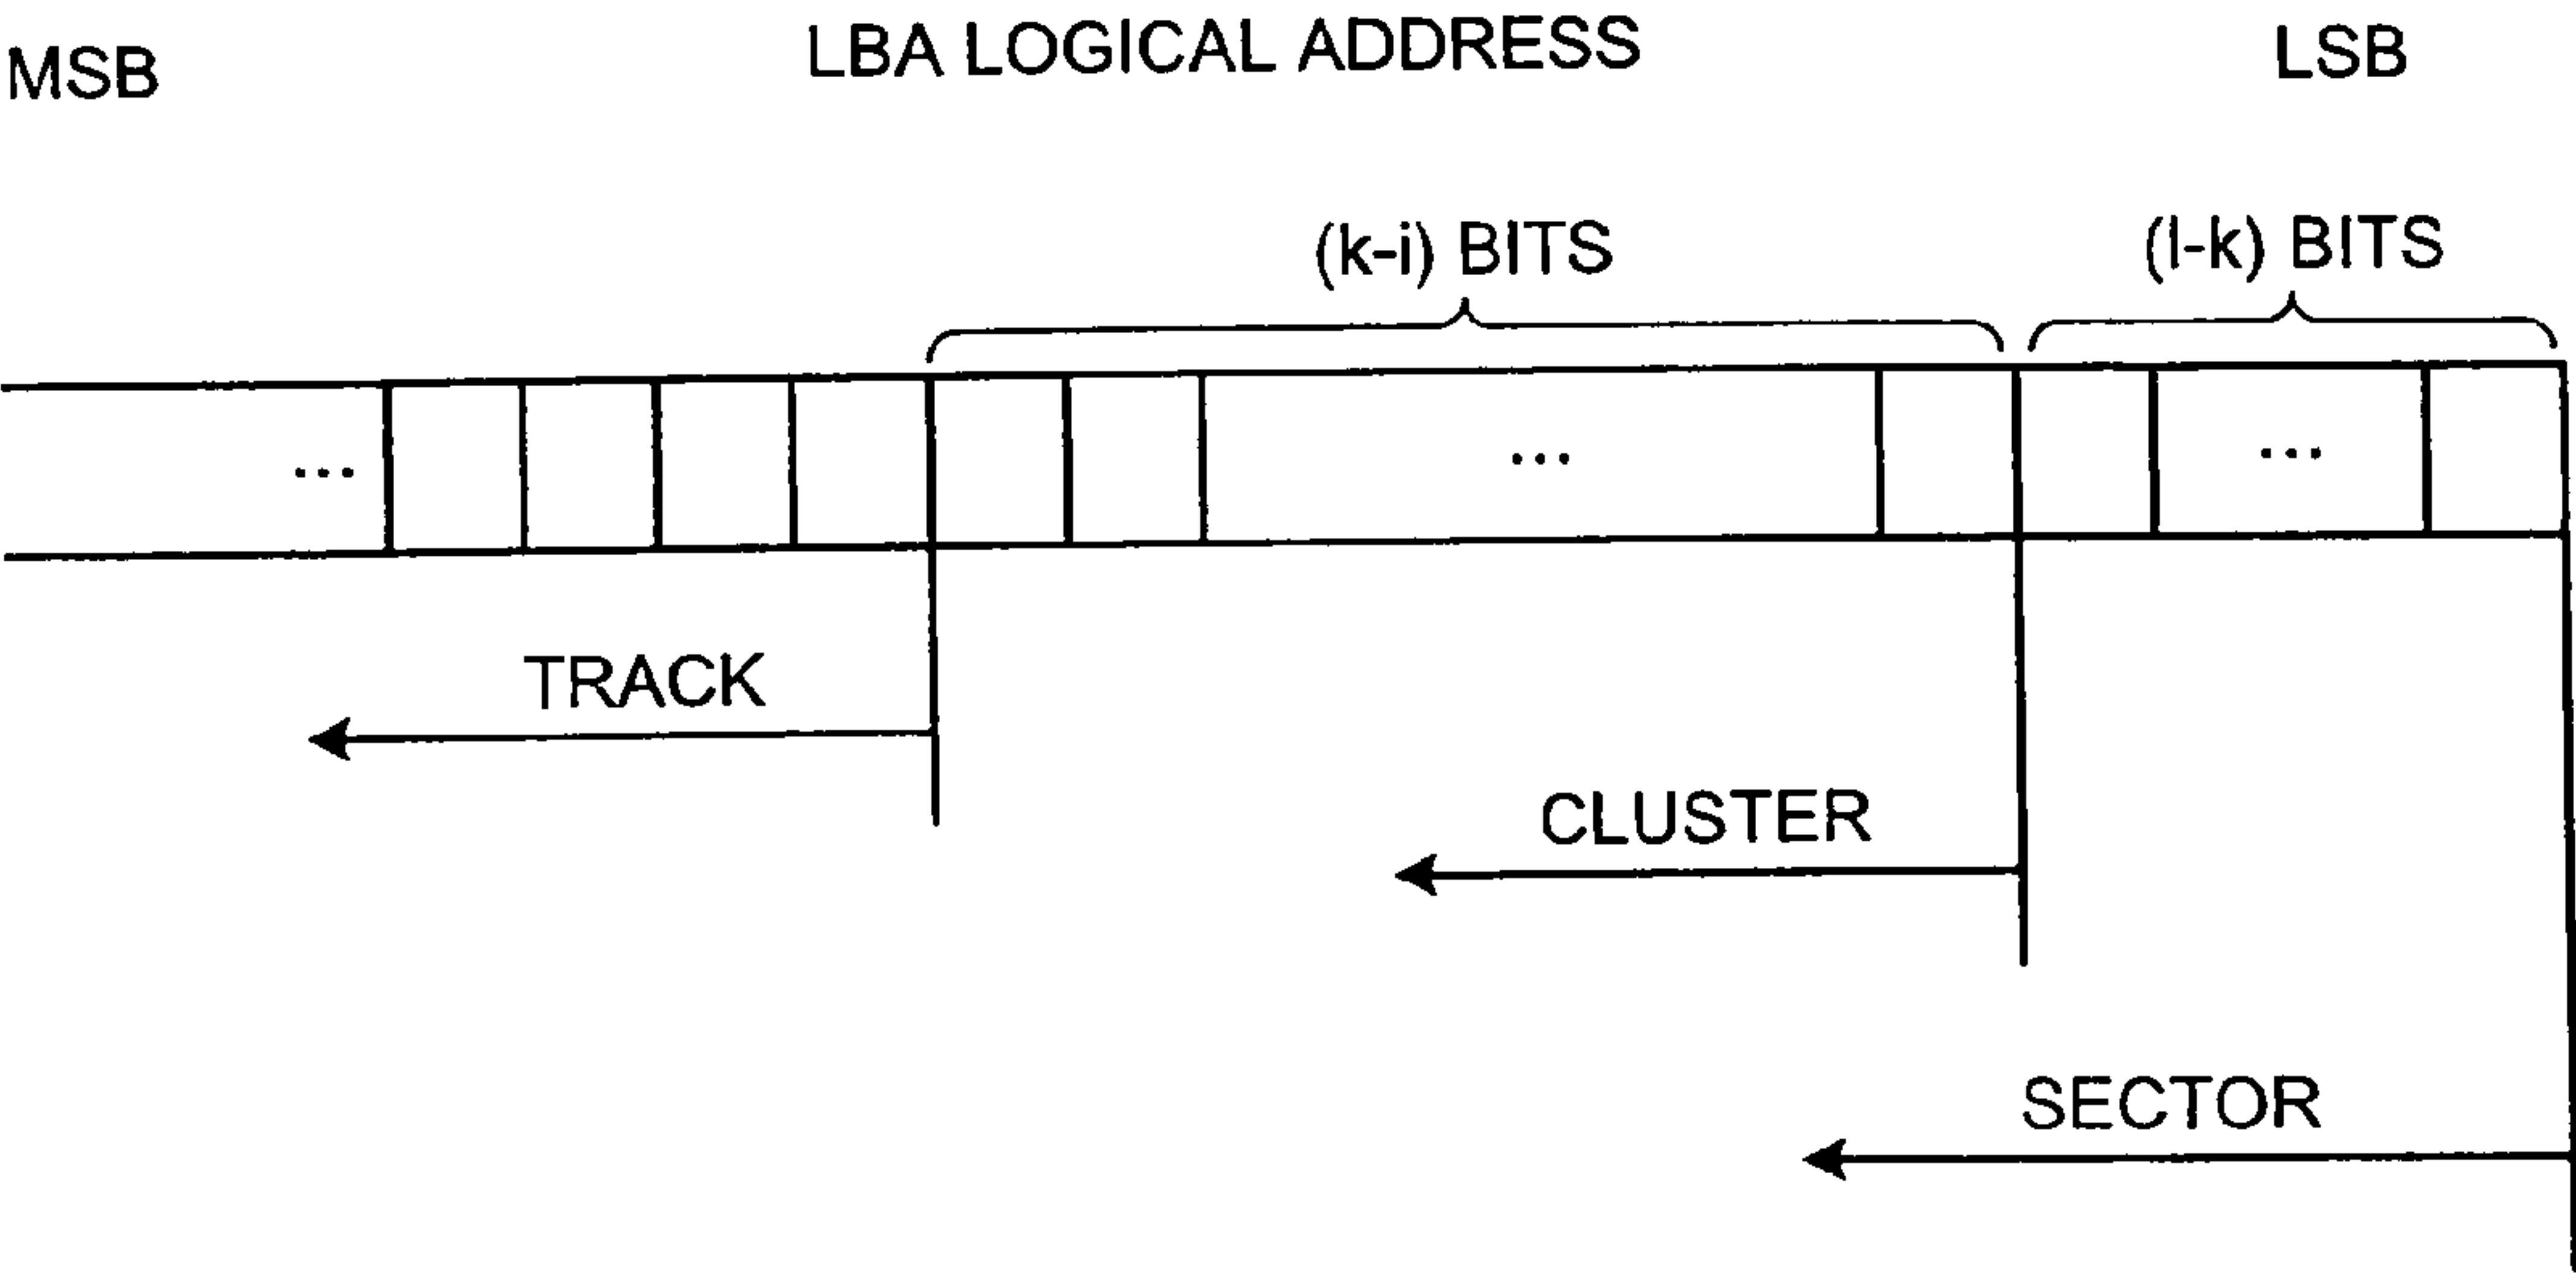 MSB
LBA LOGICAL ADDRESS
LSB
(k-i) BITS
(l-k) BITS
...
...
...
TRACK
CLUSTER
SECTOR